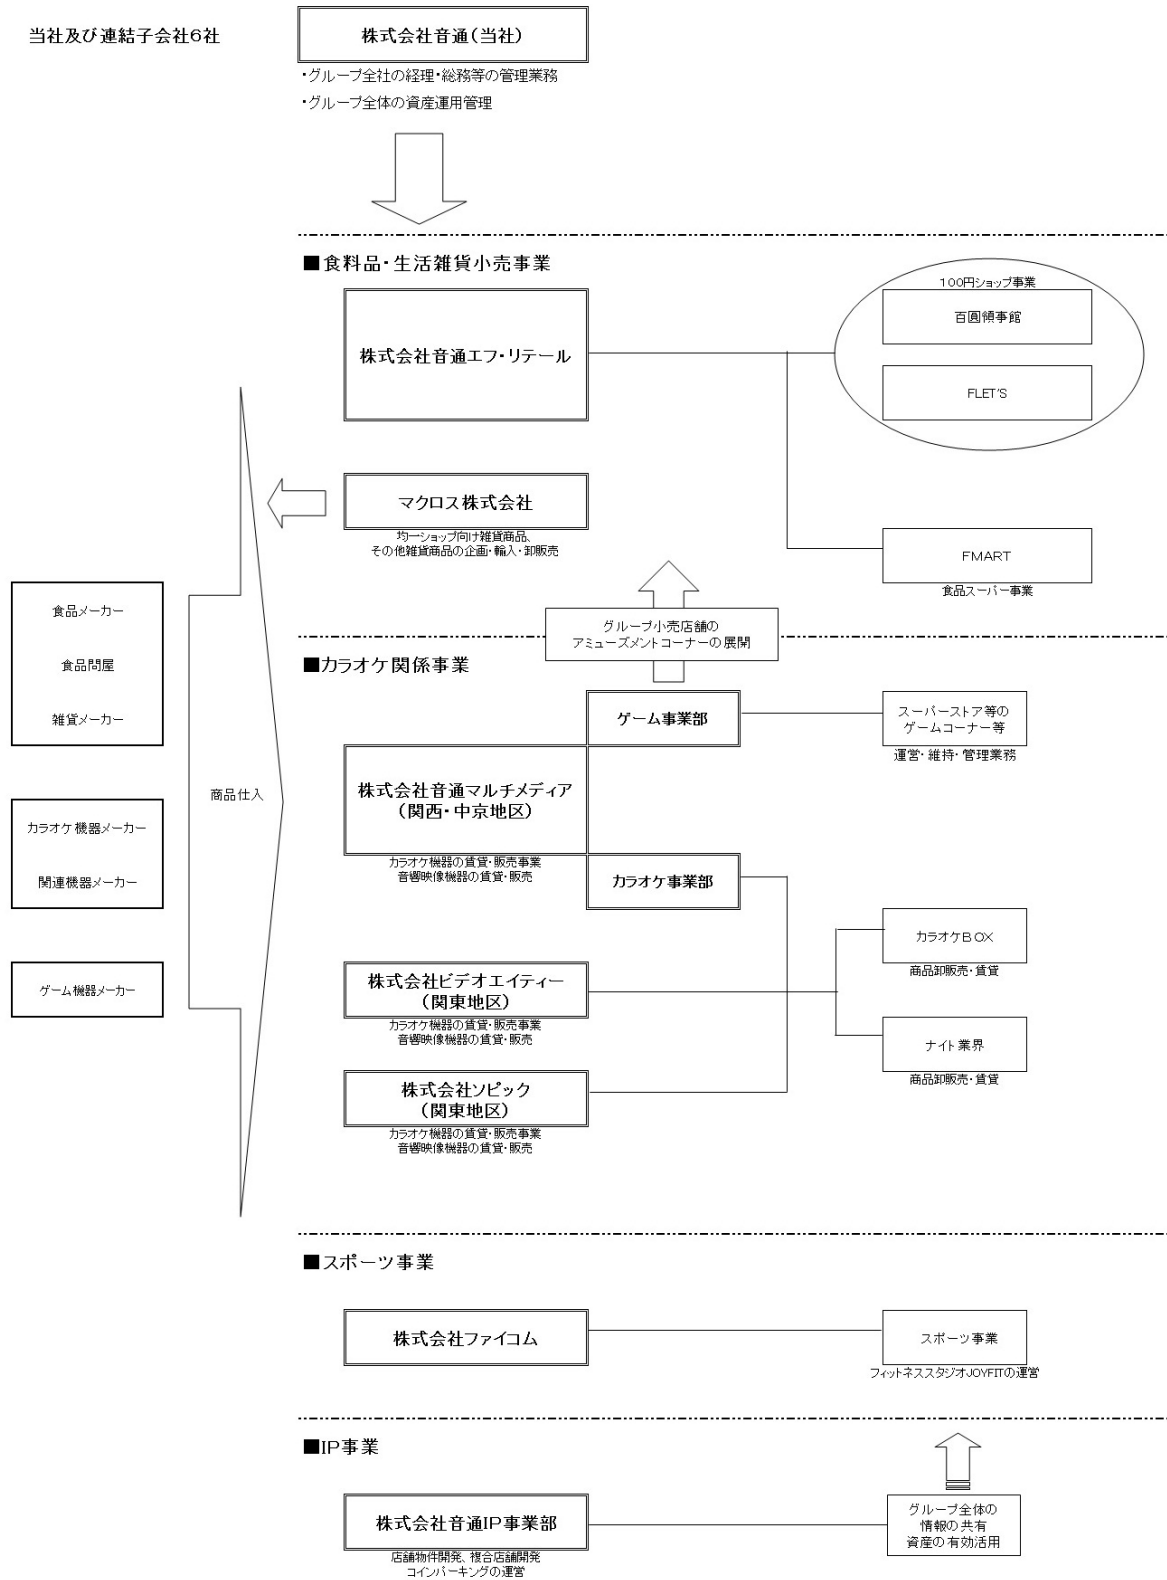 当社及び連結子会社6社
株式会社音通(当社)
・グループ全社の経理・総務等の管理業務
・グループ全体の資産運用管理
■食料品・生活雑貨小売事業
株式会社音通エフ・リテール
100円ショップ事業
百圓領事館
FLET'S
マクロス株式会社
均一ショップ向け雑貨商品、
その他雑貨商品の企画・輸入・卸販売
FMART
食品スーパー事業
食品メーカー
食品問屋
雑貨メーカー
カラオケ機器メーカー
関連機器メーカー
ゲーム機器メーカー
商品仕入
グループ小売店舗の
アミューズメントコーナーの展開
■カラオケ関係事業
ゲーム事業部
スーパーストア等の
ゲームコーナー等
運営・維持・管理業務
株式会社音通マルチメディア
(関西・中京地区)
カラオケ機器の賃貸・販売事業
音響映像機器の賃貸・販売
カラオケ事業部
カラオケBOX
商品卸販売・賃貸
株式会社ビデオエイティー
(関東地区)
カラオケ機器の賃貸・販売事業
音響映像機器の賃貸・販売
ナイト業界
商品卸販売・賃貸
株式会社ソピック
(関東地区)
カラオケ機器の賃貸・販売事業
音響映像機器の賃貸・販売
■スポーツ事業
株式会社ファイコム
スポーツ事業
フィットネススタジオJOYFITの運営
■IP事業
株式会社音通IP事業部
店舗物件開発、複合店舗開発
コインパーキングの運営
グループ全体の
情報の共有
資産の有効活用